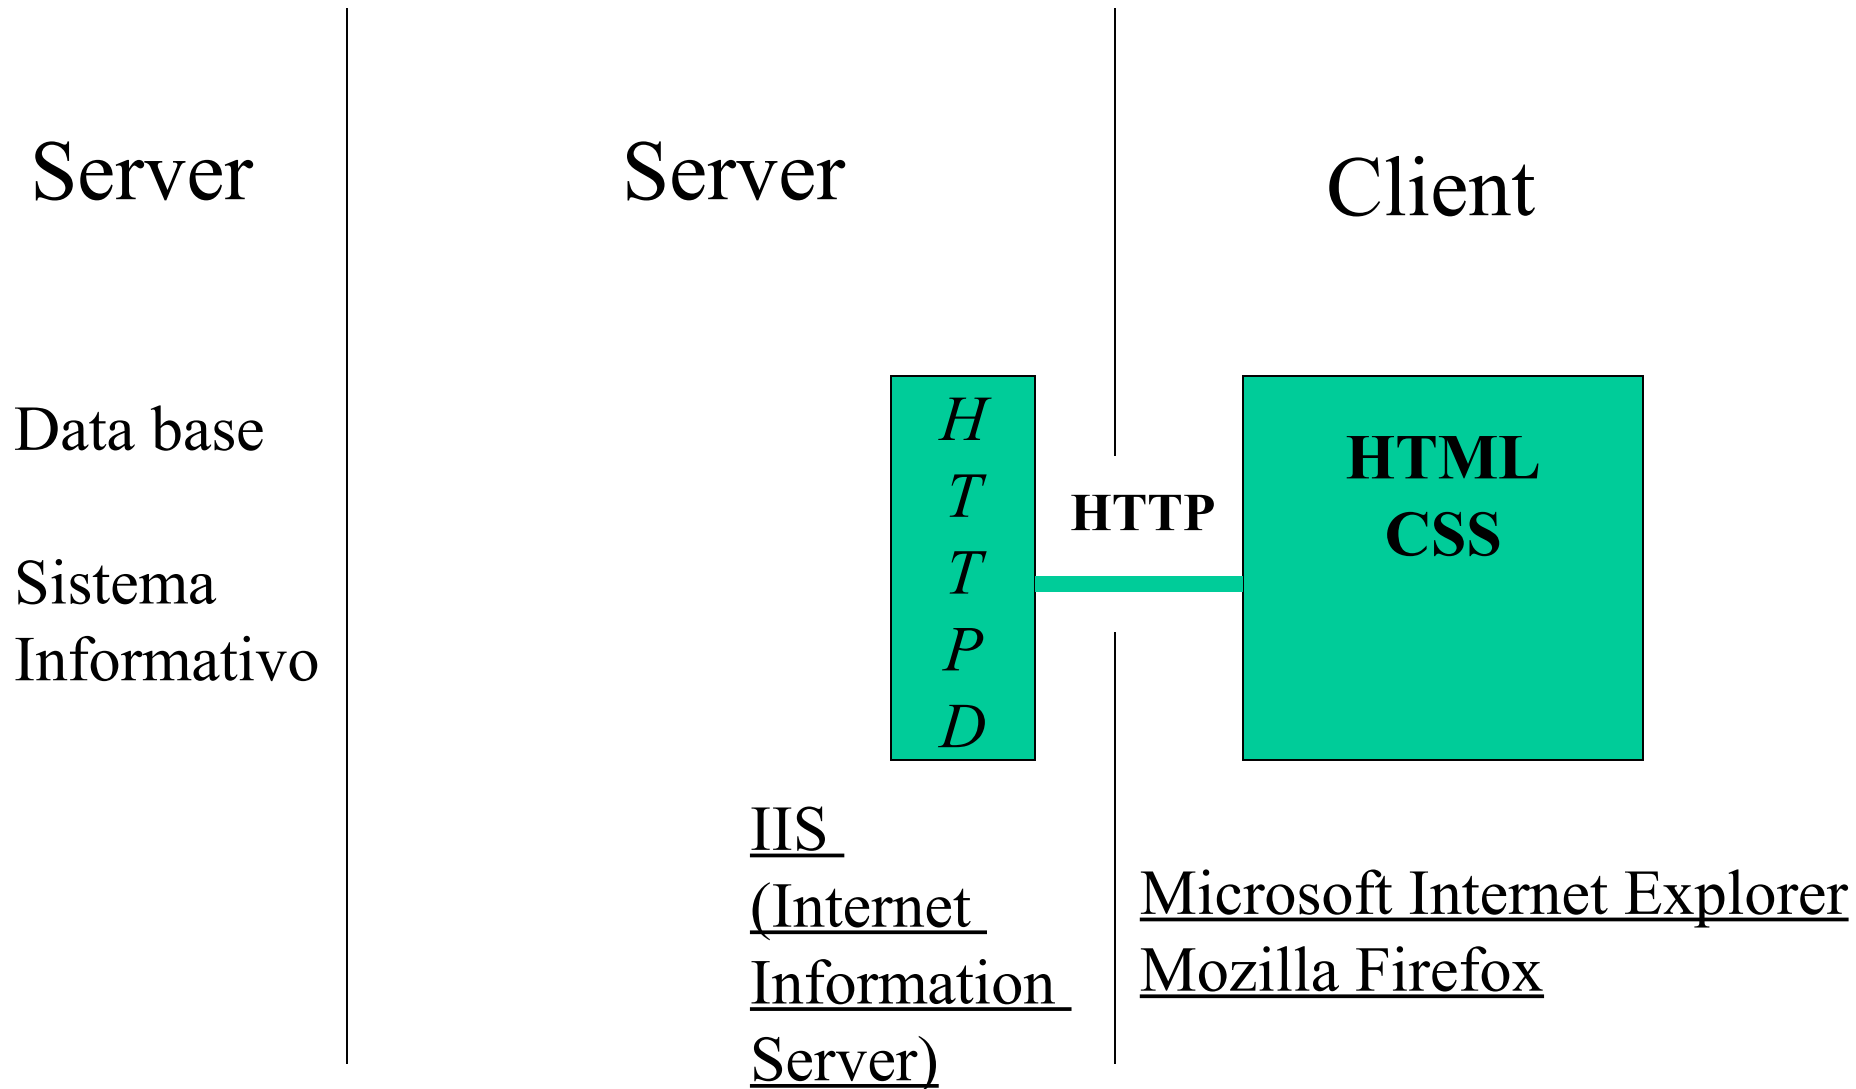 Server
Server
Client
Data base
Sistema
Informativo
H
T
T
P
D
HTTP
HTML
CSS
IIS
(Internet
Information
Server)
Microsoft Internet Explorer
Mozilla Firefox